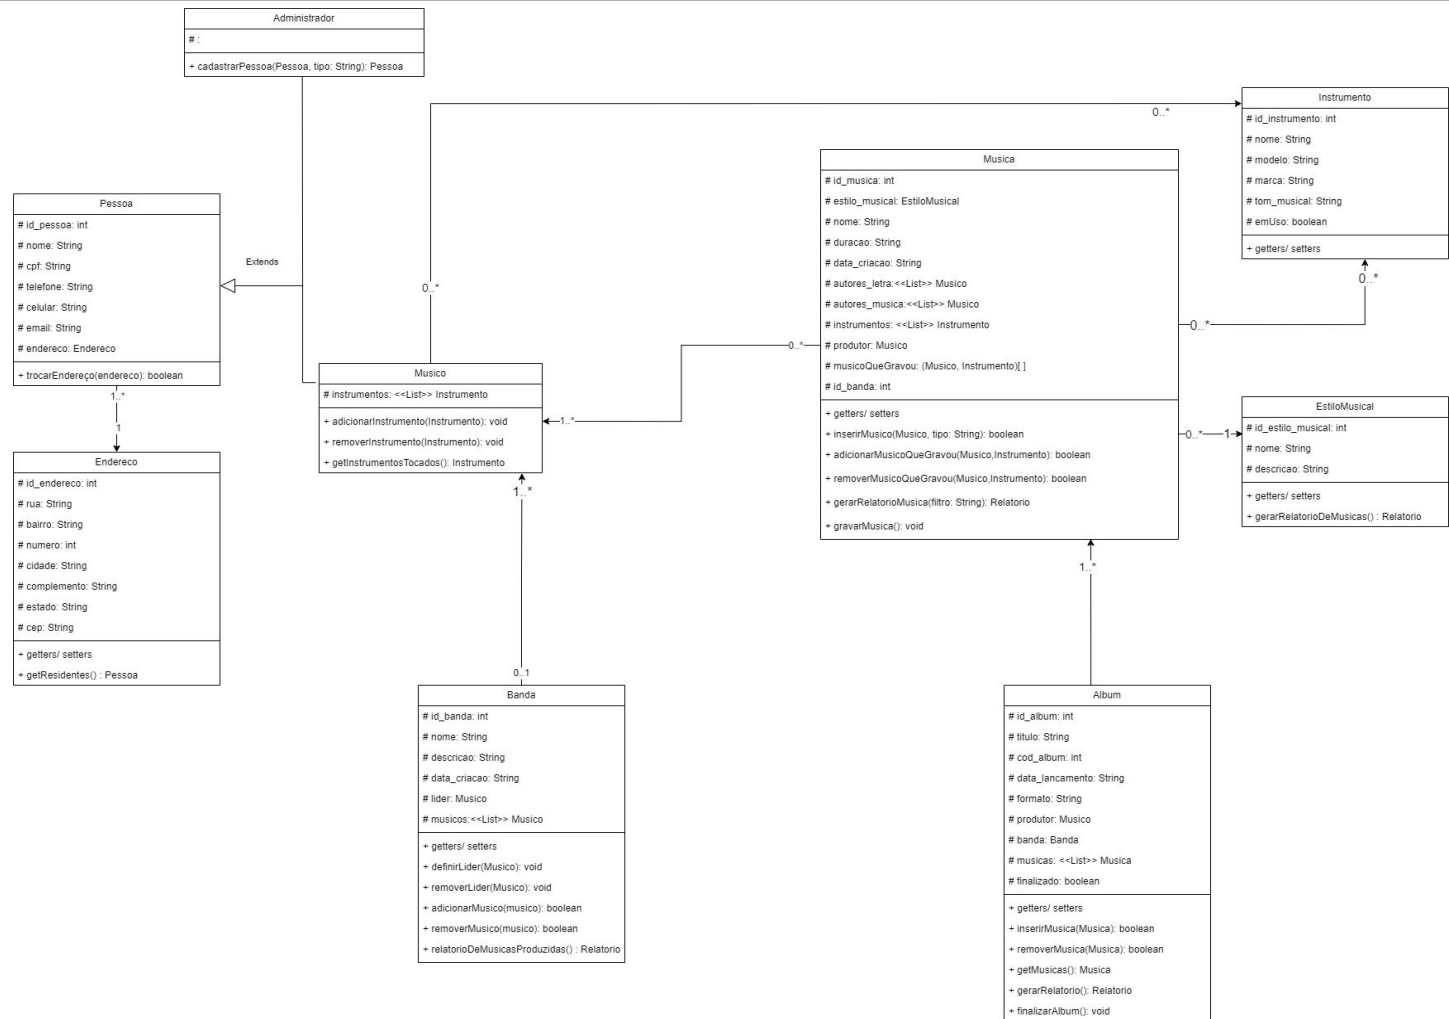 Administrador
# :
+ cadastrarPessoa(Pessoa, tipo: String): Pessoa
Pessoa
# id_pessoa: int
# nome: String
# cpf: String
# telefone: String
# celular: String
# email: String
# endereco: Endereco
+ trocarEndereço(endereco): boolean
Extends
1..*
1
Endereco
# id_endereco: int
# rua: String
# bairro: String
# numero: int
# cidade: String
# complemento: String
# estado: String
# cep: String
+ getters/ setters
+ getResidentes() : Pessoa
0..*
0..*
Musico
# instrumentos: <<List>> Instrumento
+ adicionarInstrumento(Instrumento): void
+ removerInstrumento(Instrumento): void
+ getInstrumentosTocados(): Instrumento
0..*
1..*
1..*
0..1
Banda
# id_banda: int
# nome: String
# descricao: String
# data_criacao: String
# lider: Musico
# musicos:<<List>> Musico
+ getters/ setters
+ definirLider(Musico): void
+ removerLider(Musico): void
+ adicionarMusico(musico): boolean
+ removerMusico(musico): boolean
+ relatorioDeMusicasProduzidas() : Relatorio
Musica
# id_musica: int
# estilo_musical: EstiloMusical
# nome: String
# duracao: String
# data_criacao: String
# autores_letra:<<List>> Musico
# autores_musica:<<List>> Musico
# instrumentos: <<List>> Instrumento
# produtor: Musico
# musicoQueGravou: (Musico, Instrumento)[ ]
# id_banda: int
+ getters/ setters
+ inserirMusico(Musico, tipo: String): boolean
+ adicionarMusicoQueGravou(Musico,Instrumento): boolean
+ removerMusicoQueGravou(Musico,Instrumento): boolean
+ gerarRelatorioMusica(filtro: String): Relatorio
+ gravarMusica(): void
Instrumento
# id_instrumento: int
# nome: String
# modelo: String
# marca: String
# tom_musical: String
# emUso: boolean
+ getters/ setters
0..*
0..*
EstiloMusical
# id_estilo_musical: int
# nome: String
# descricao: String
+ getters/ setters
+ gerarRelatorioDeMusicas() : Relatorio
0..*
1
1..*
Album
# id_album: int
# titulo: String
# cod_album: int
# data_lancamento: String
# formato: String
# produtor: Musico
# banda: Banda
# musicas: <<List>> Musica
# finalizado: boolean
+ getters/ setters
+ inserirMusica(Musica): boolean
+ removerMusica(Musica): boolean
+ getMusicas(): Musica
+ gerarRelatorio(): Relatorio
+ finalizarAlbum(): void